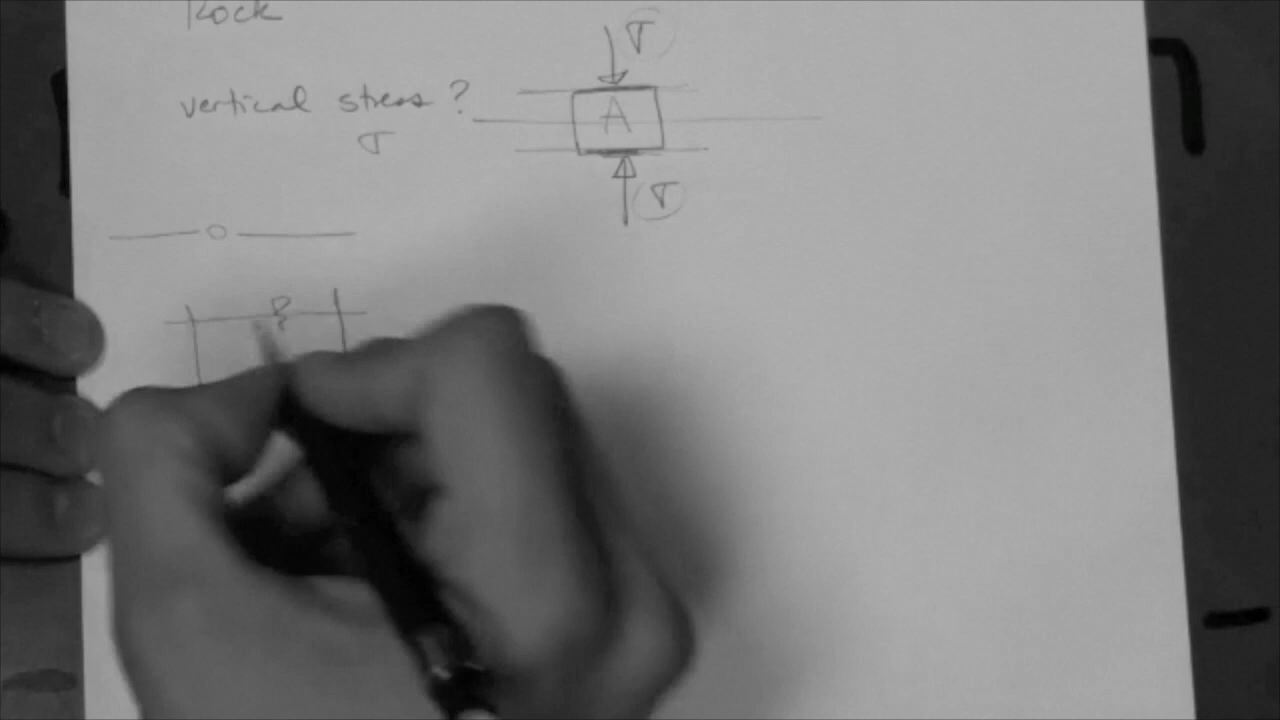 Rock
σ
vertical stress ?
A
σ
σ